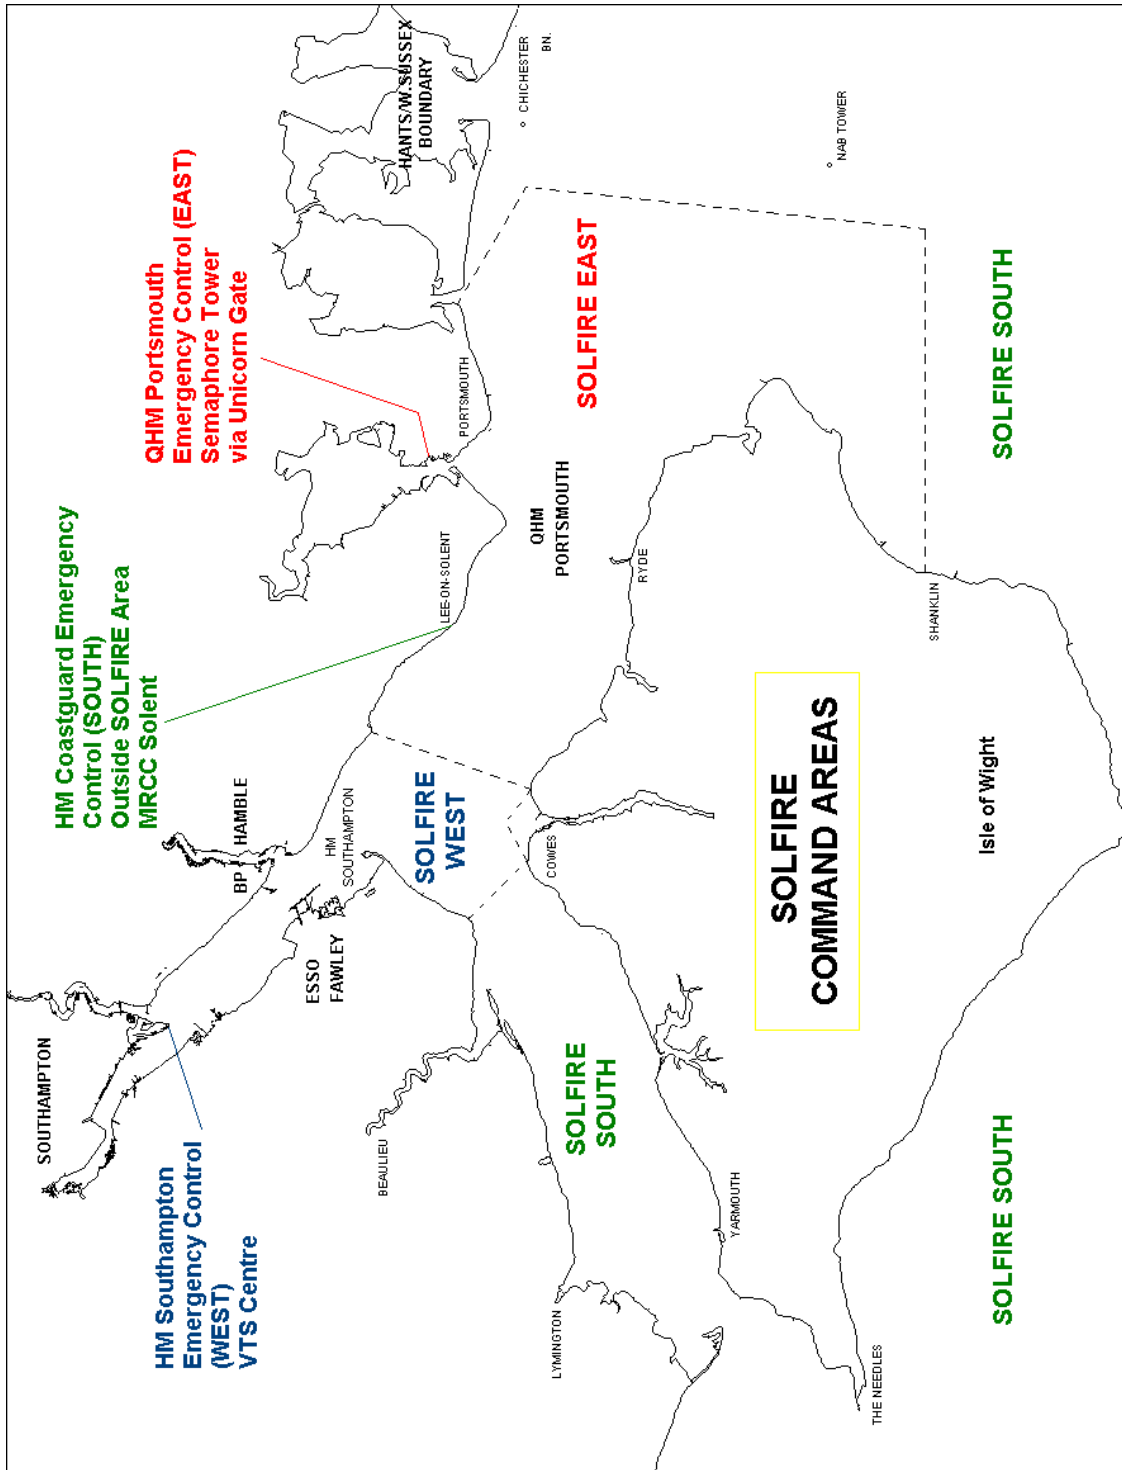 SOUTHAMPTON
HM Southampton
Emergency Control
(WEST)
VTS Centre
HM Coastguard Emergency
Control (SOUTH)
Outside SOLFIRE Area
MRCC Solent
QHM Portsmouth
Emergency Control (EAST)
Semaphore Tower
via Unicorn Gate
BP
HAMBLE
ESSO
FAWLEY
HM
SOUTHAMPTON
HANTS/W.SUSSEX
BOUNDARY
BEAULIEU
SOLFIRE
WEST
LEE-ON-SOLENT
PORTSMOUTH
CHICHESTER
BN.
LYMINGTON
SOLFIRE
SOUTH
COWES
QHM
PORTSMOUTH
SOLFIRE EAST
RYDE
YARMOUTH
NAB TOWER
SOLFIRE
COMMAND AREAS
THE NEEDLES
SHANKLIN
Isle of Wight
SOLFIRE SOUTH
SOLFIRE SOUTH